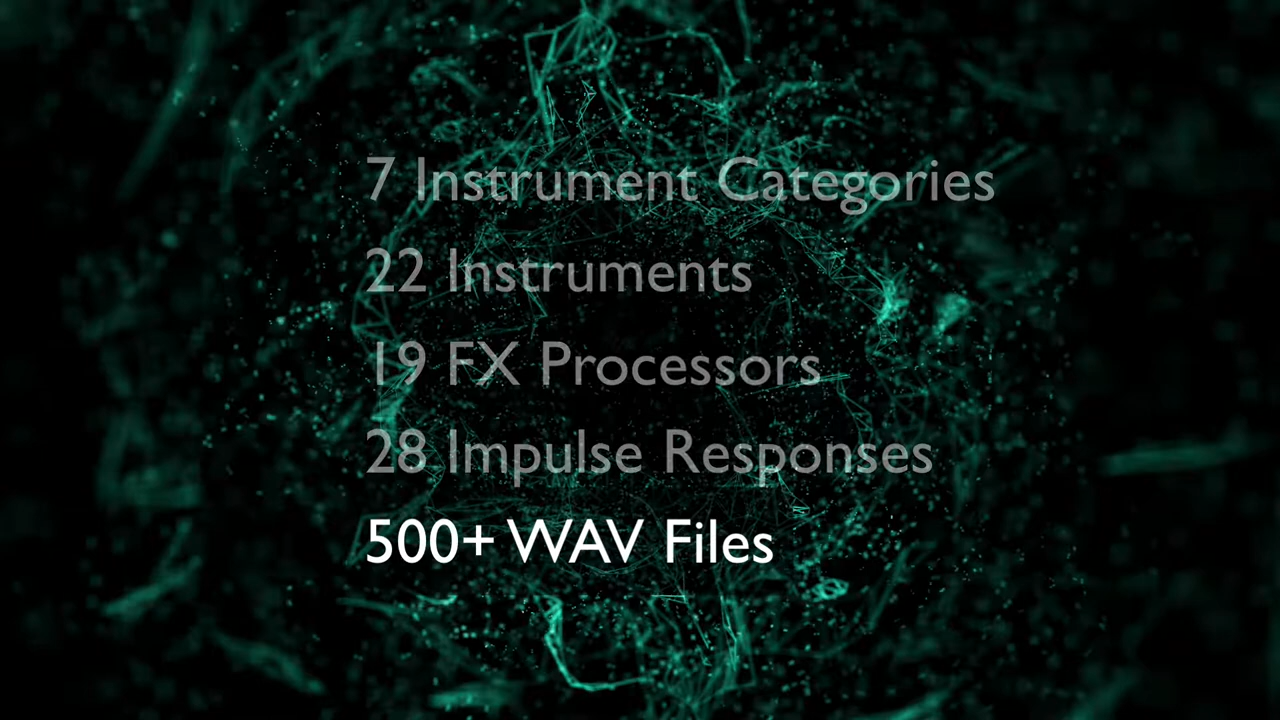 7 Instrument Categories
22 Instruments
19 FX Processors
28 Impulse Responses
500+ WAV Files